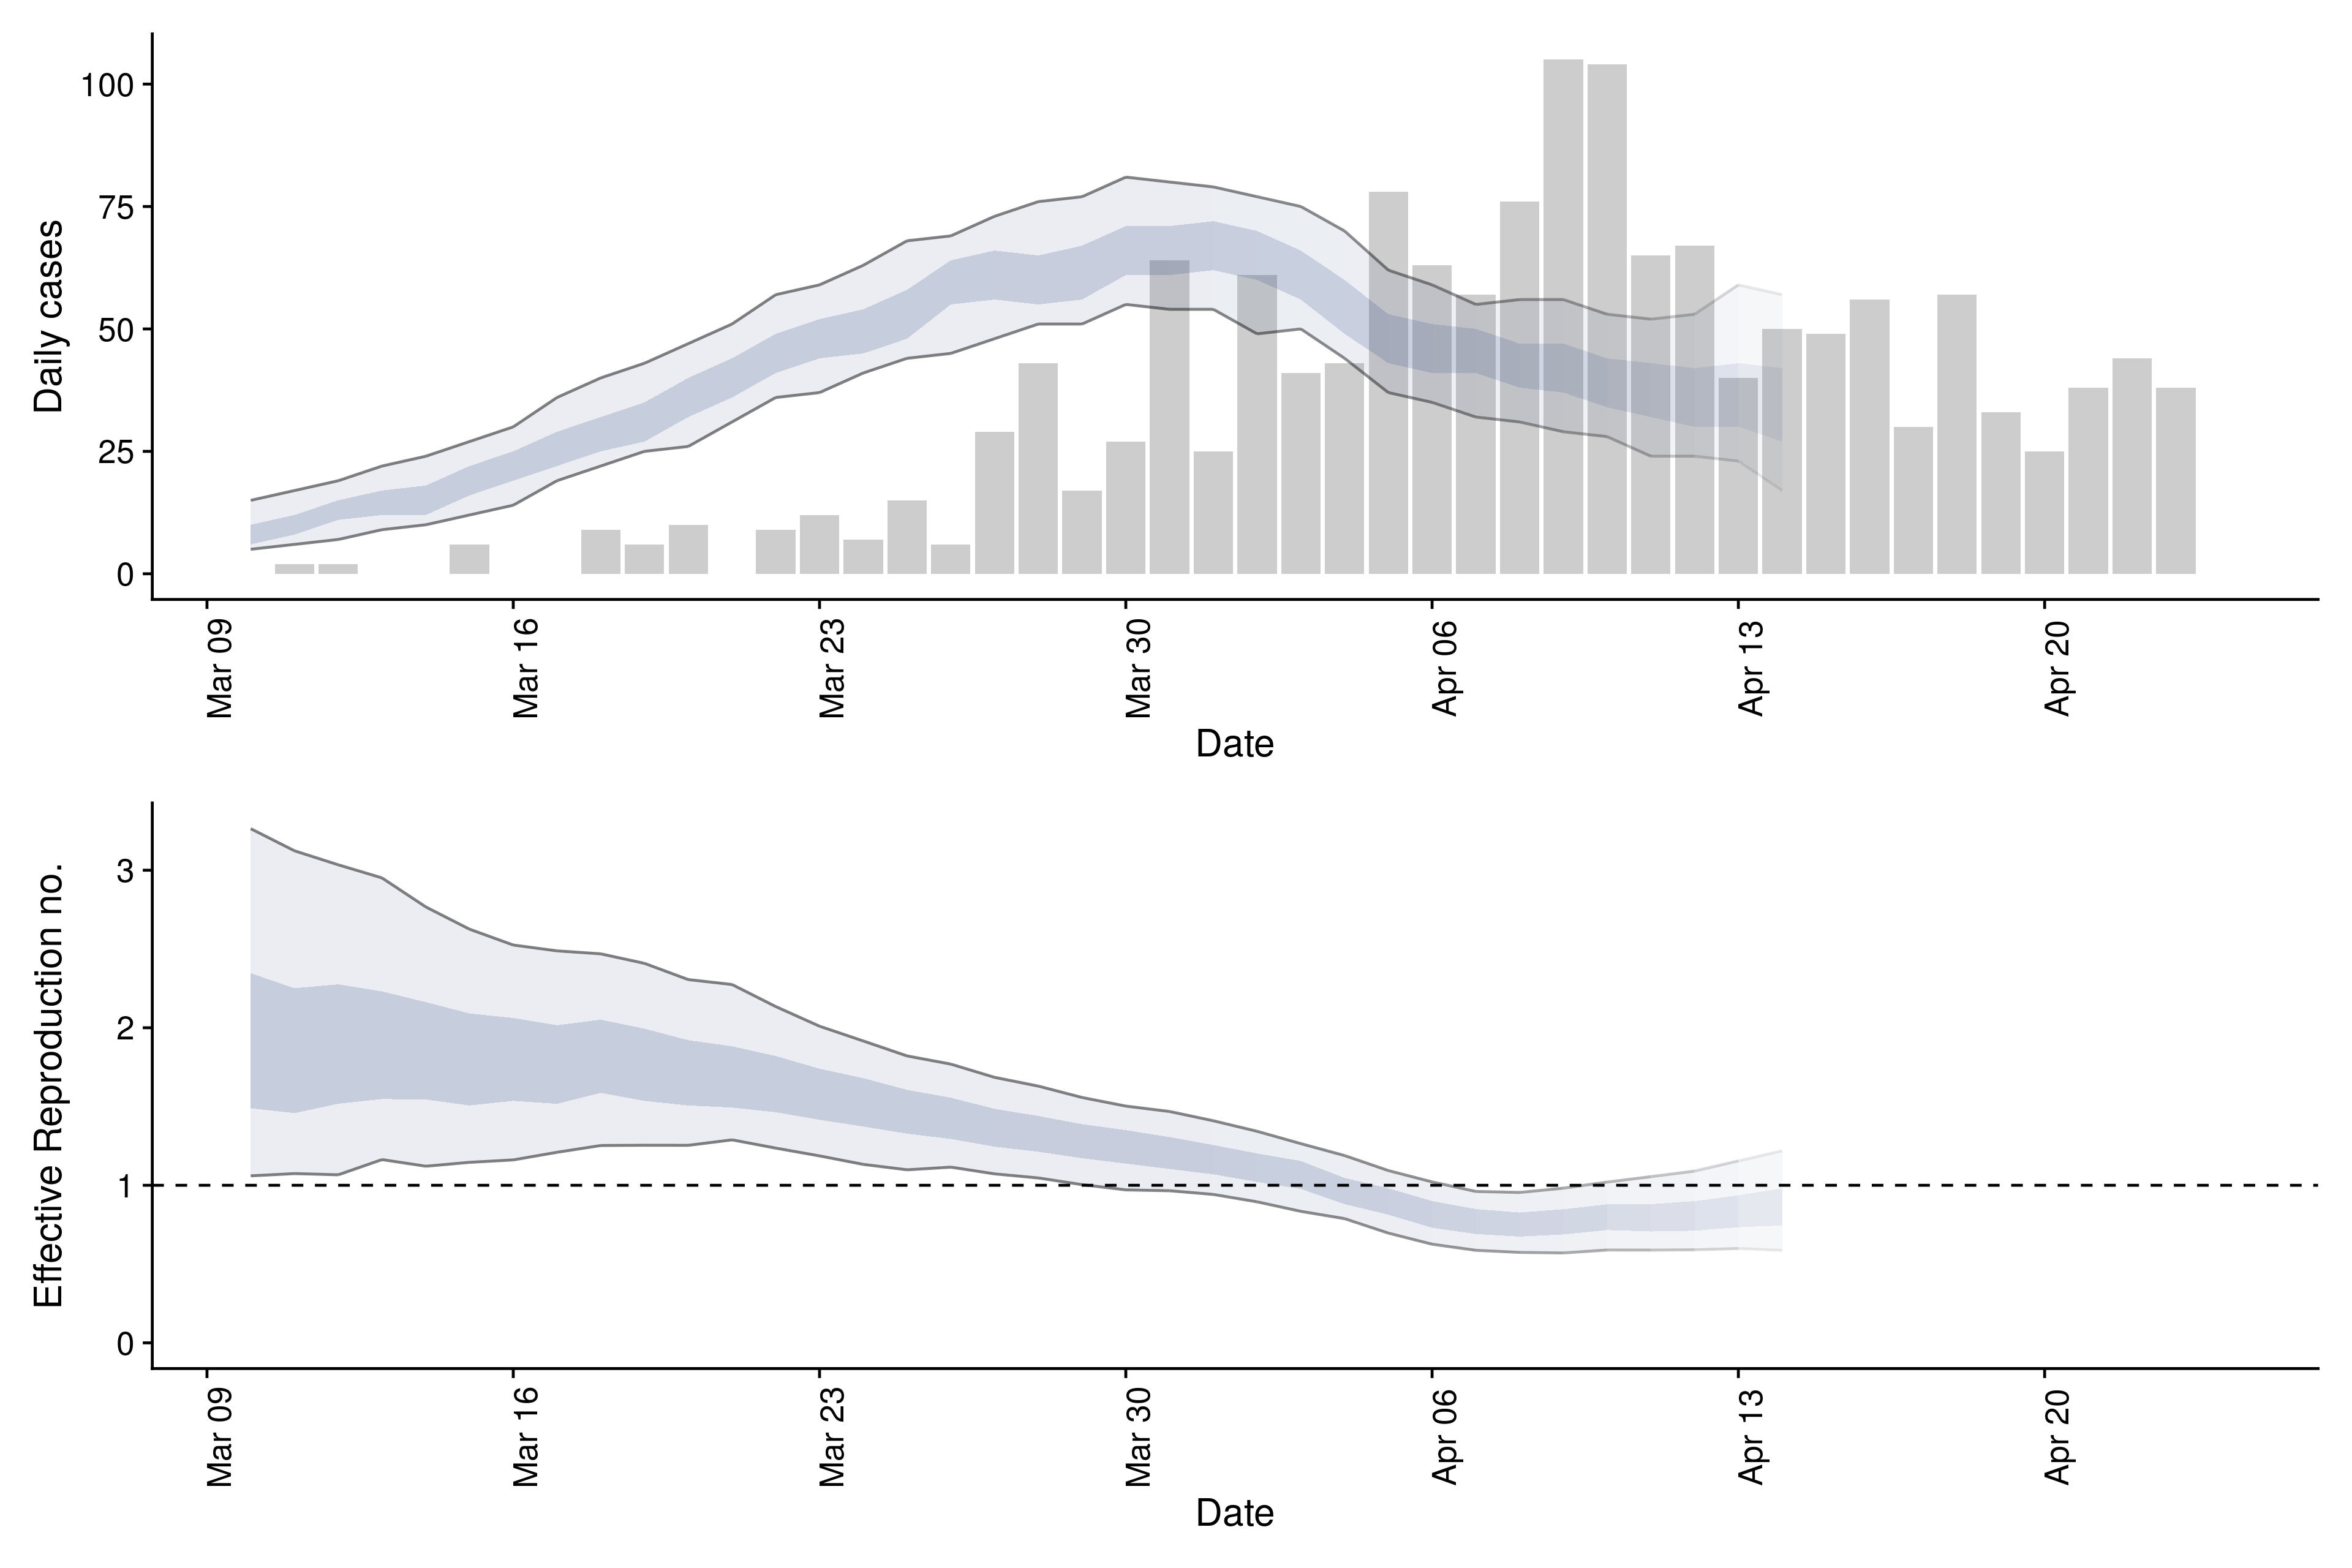 Daily cases
100
75
50
25
0
Mar 09
Mar 16
Mar 23
Mar 30
Apr 06
Apr 13
Apr 20
Date
Effective Reproduction no.
3
2
1
0
Mar 09
Mar 16
Mar 23
Mar 30
Apr 06
Apr 13
Apr 20
Date